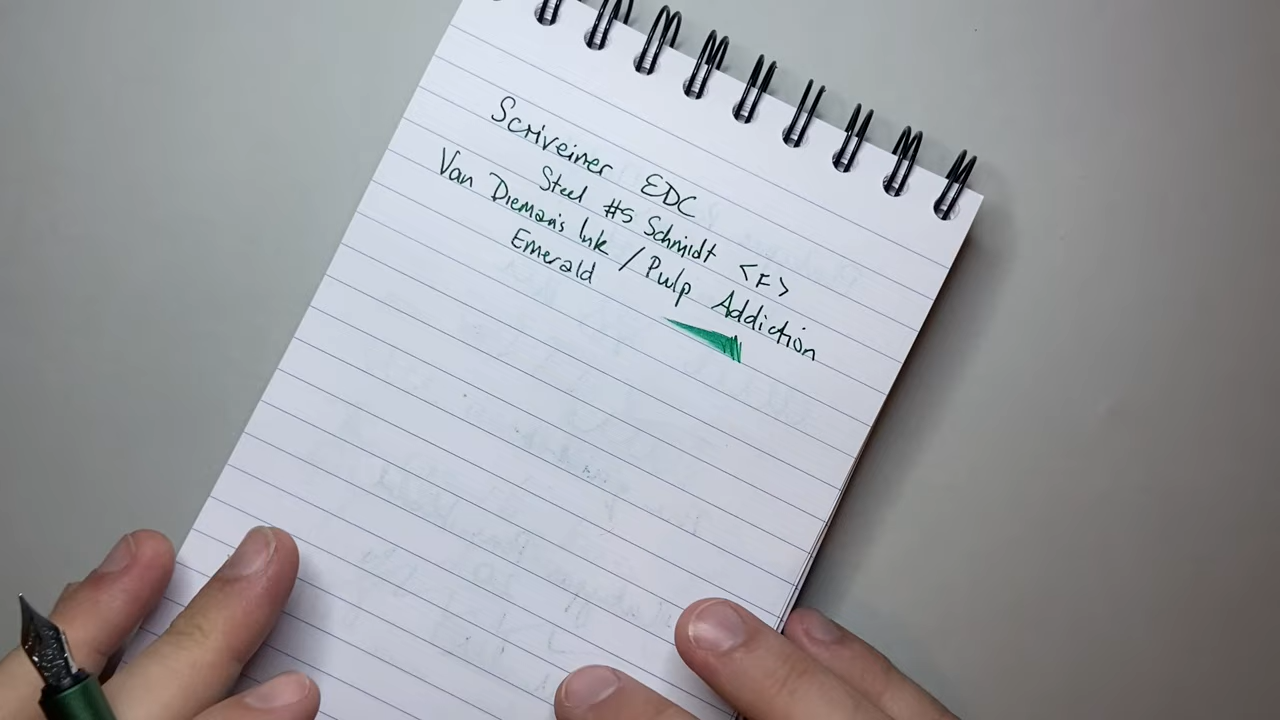 Scriveiner EDC
Steel #5 Schmidt <F>
Van Dieman's Ink / Pulp Addiction
Emerald